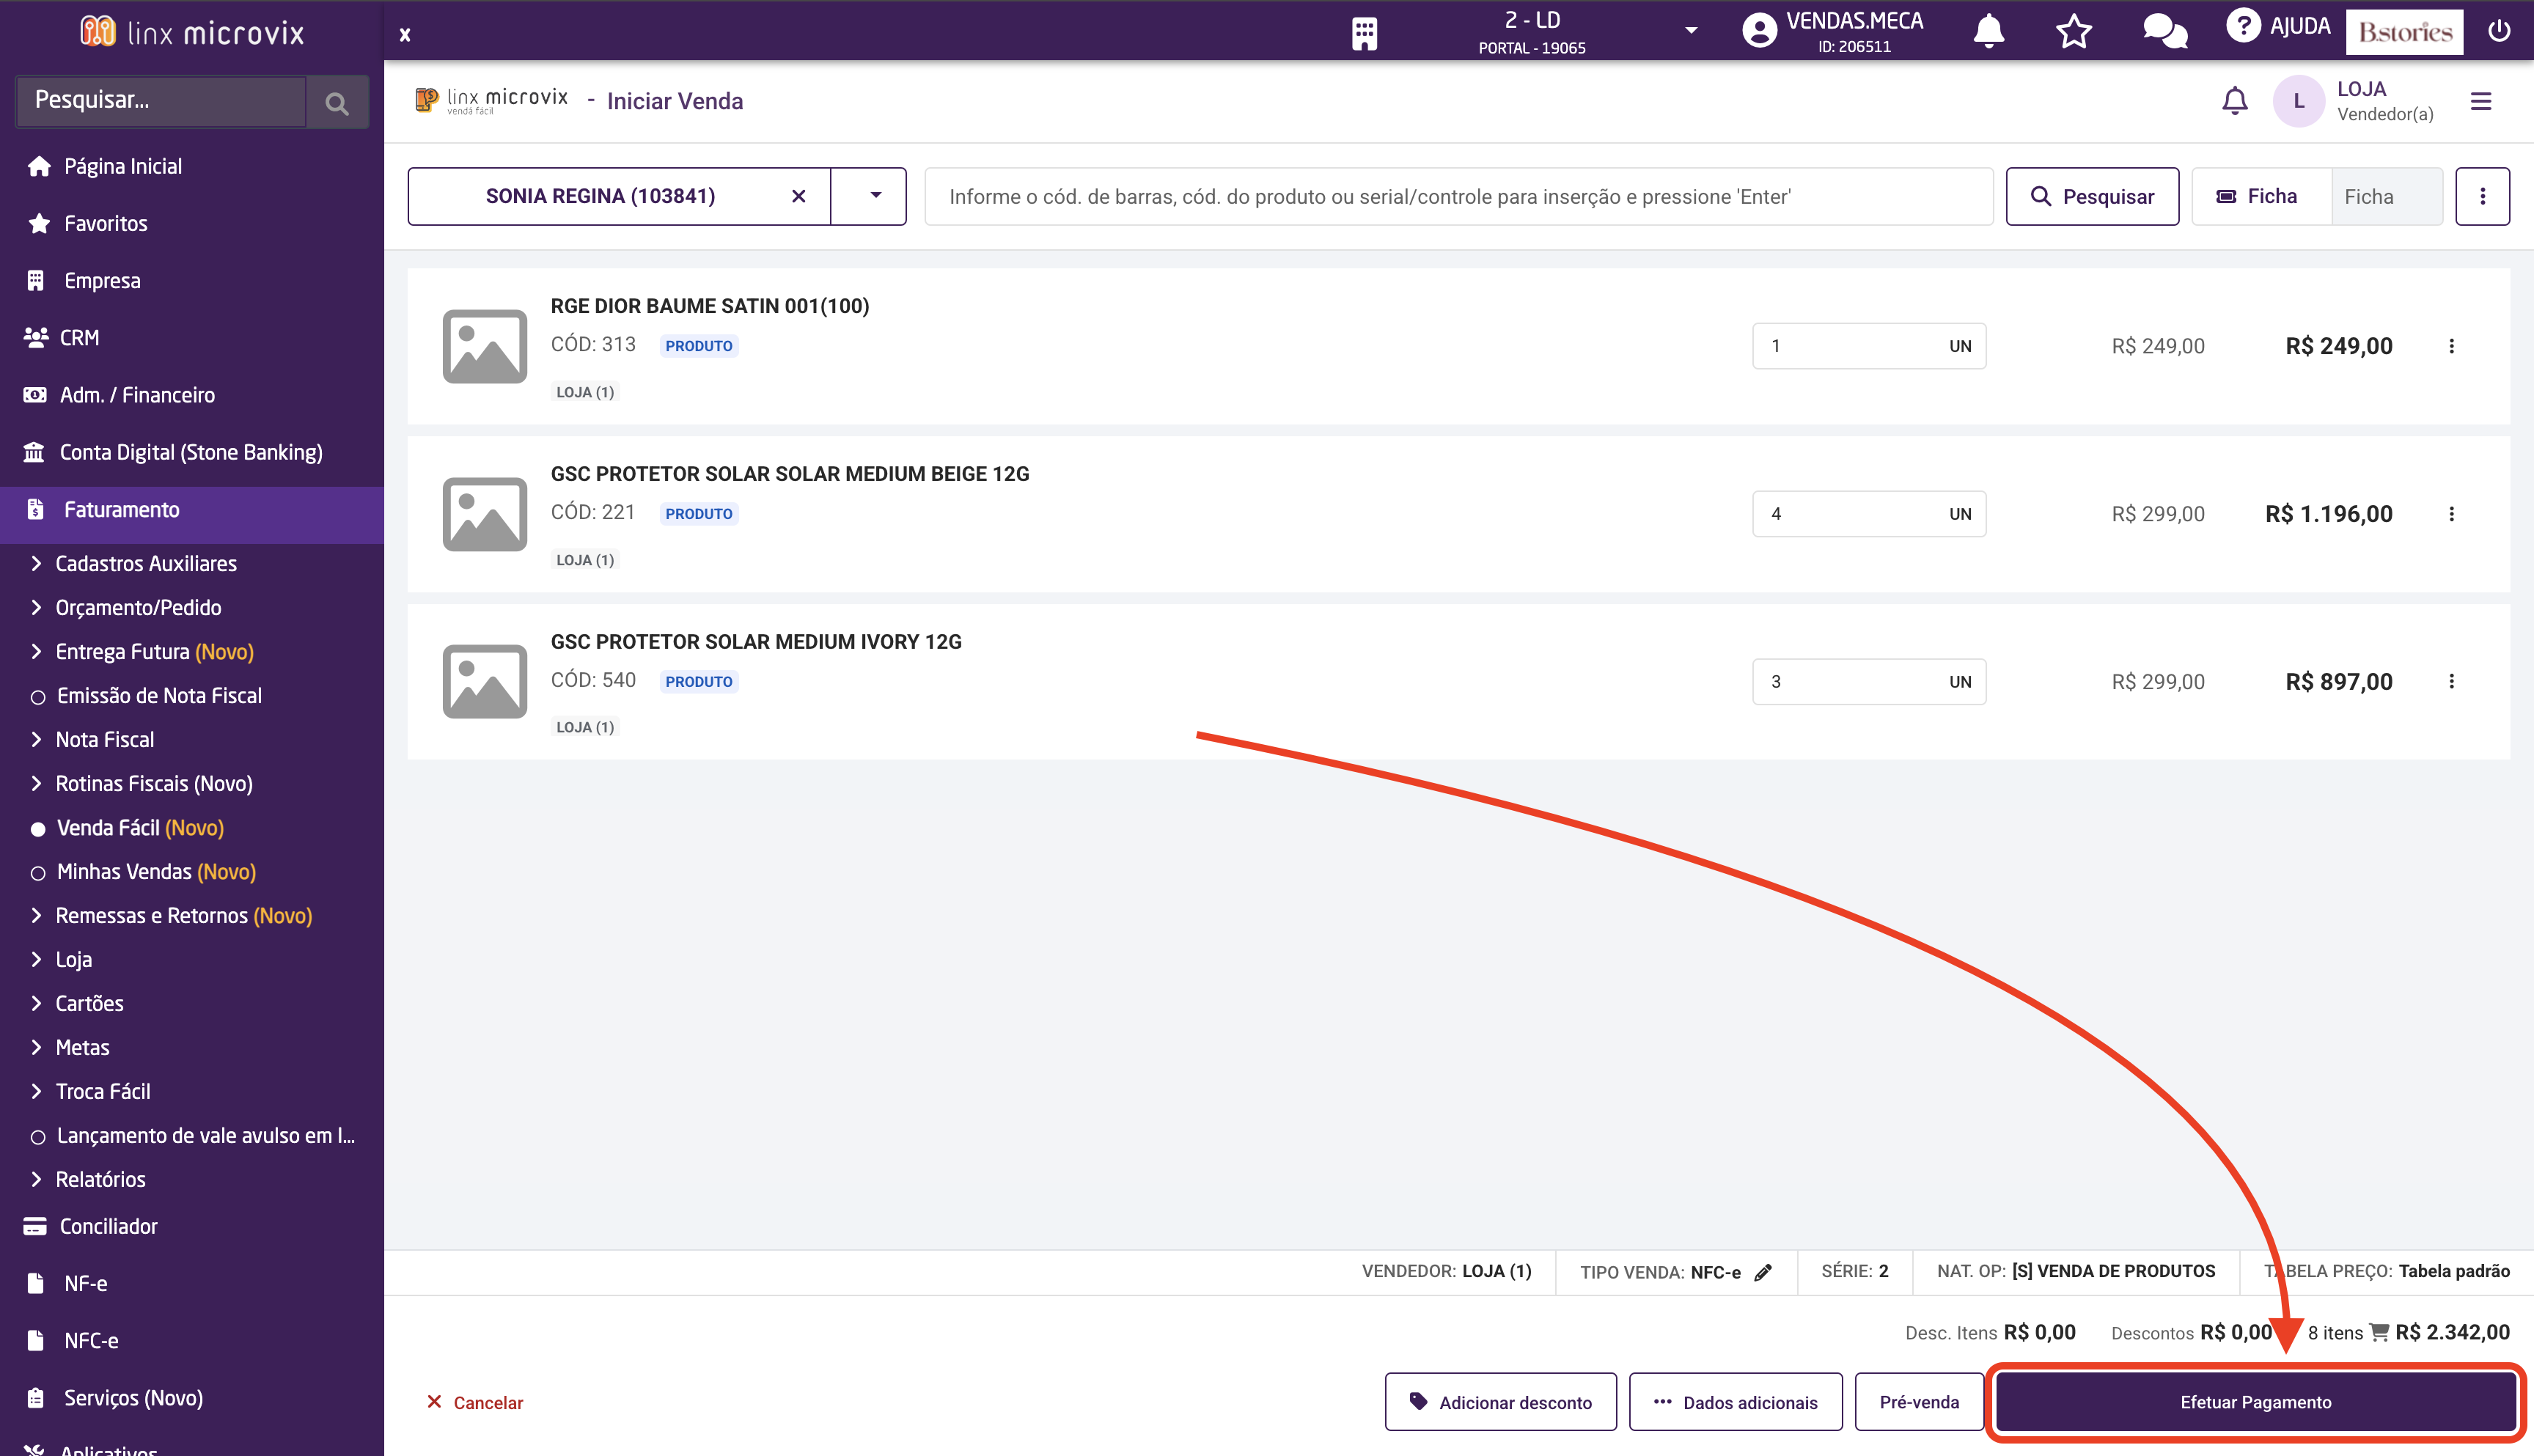 linx microvix
x
2 - LD
PORTAL - 19065
VENDAS.MECA
ID: 206511
? AJUDA
B.stories
Pesquisar...
Página Inicial
Favoritos
Empresa
CRM
Adm. / Financeiro
Conta Digital (Stone Banking)
Faturamento
Cadastros Auxiliares
Orçamento/Pedido
Entrega Futura (Novo)
Emissão de Nota Fiscal
Nota Fiscal
Rotinas Fiscais (Novo)
Venda Fácil (Novo)
Minhas Vendas (Novo)
Remessas e Retornos (Novo)
Loja
Cartões
Metas
Troca Fácil
Lançamento de vale avulso em l...
Relatórios
Conciliador
NF-e
NFC-e
Serviços (Novo)
Aplicativos
linx microvix
venda fácil
- Iniciar Venda
L
LOJA
Vendedor(a)
SONIA REGINA (103841)
Informe o cód. de barras, cód. do produto ou serial/controle para inserção e pressione 'Enter'
Pesquisar
Ficha
Ficha
RGE DIOR BAUME SATIN 001(100)
CÓD: 313 PRODUTO
LOJA (1)
1 UN
R$ 249,00
R$ 249,00
GSC PROTETOR SOLAR SOLAR MEDIUM BEIGE 12G
CÓD: 221 PRODUTO
LOJA (1)
4 UN
R$ 299,00
R$ 1.196,00
GSC PROTETOR SOLAR MEDIUM IVORY 12G
CÓD: 540 PRODUTO
LOJA (1)
3 UN
R$ 299,00
R$ 897,00
VENDEDOR: LOJA (1)
TIPO VENDA: NFC-e
SÉRIE: 2
NAT. OP: [S] VENDA DE PRODUTOS
TABELA PREÇO: Tabela padrão
Desc. Itens R$ 0,00
Descontos R$ 0,00
8 itens R$ 2.342,00
Cancelar
Adicionar desconto
Dados adicionais
Pré-venda
Efetuar Pagamento